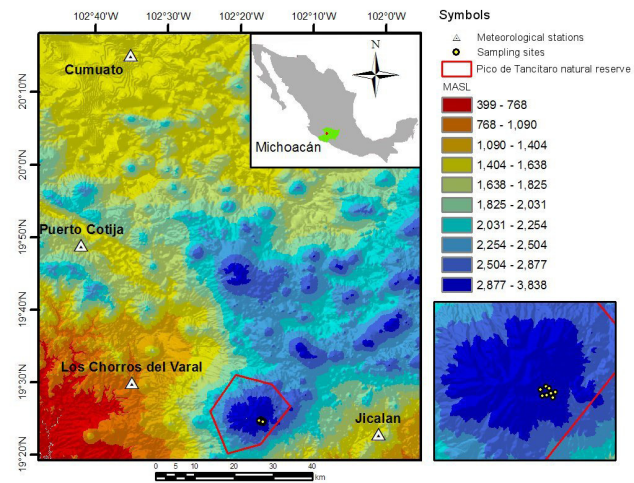 102°40'W 102°30'W 102°20'W 102°10'W 102°0'W
Symbols
Meteorological stations
Sampling sites
Pico de Tancitaro natural reserve
MASL
399 - 768
768 - 1,090
1,090 - 1,404
1,404 - 1,638
1,638 - 1,825
1,825 - 2,031
2,031 - 2,254
2,254 - 2,504
2,504 - 2,877
2,877 - 3,838
N
Michoacán
Cumuato
Puerto Cotija
Los Chorros del Varal
Jicalan
20°10'N
20°0'N
19°50'N
19°40'N
19°30'N
19°20'N
0 5 10 20 30 40
km